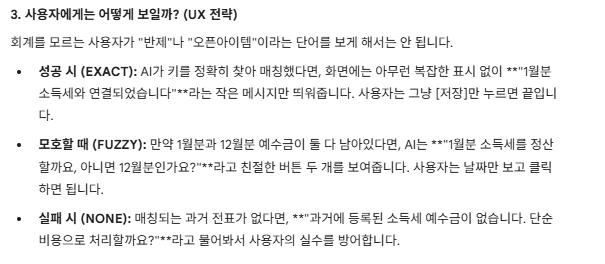 3. 사용자에게는 어떻게 보일까? (UX 전략)
회계를 모르는 사용자가 "반제"나 "오픈아이템"이라는 단어를 보게 해서는 안 됩니다.
• 성공 시 (EXACT): AI가 키를 정확히 찾아 매칭했다면, 화면에는 아무런 복잡한 표시 없이 **"1월분
소득세와 연결되었습니다"**라는 작은 메시지만 띄워줍니다. 사용자는 그냥 [저장]만 누르면 끝입니
다.
• 모호할 때 (FUZZY): 만약 1월분과 12월분 예수금이 둘 다 남아있다면, AI는 **"1월분 소득세를 정산
할까요, 아니면 12월분인가요?"**라고 친절한 버튼 두 개를 보여줍니다. 사용자는 날짜만 보고 클릭
하면 됩니다.
• 실패 시 (NONE): 매칭되는 과거 전표가 없다면, **"과거에 등록된 소득세 예수금이 없습니다. 단순
비용으로 처리할까요?"**라고 물어봐서 사용자의 실수를 방어합니다.